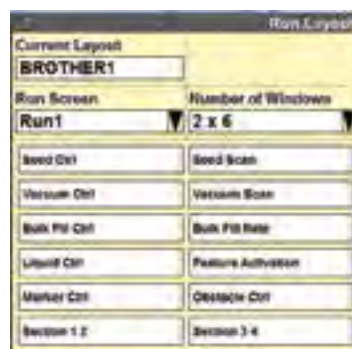 Run Layout
Current Layout
BROTHER1
Run Screen Number of Windows
Run1 2 x 6
Seed Ctrl Seed Scan
Vacuum Ctrl Vacuum Scan
Bulk Fill Ctrl Bulk Fill Rate
Liquid Ctrl Feature Activation
Marker Ctrl Obstacle Ctrl
Section 1 2 Section 3 4